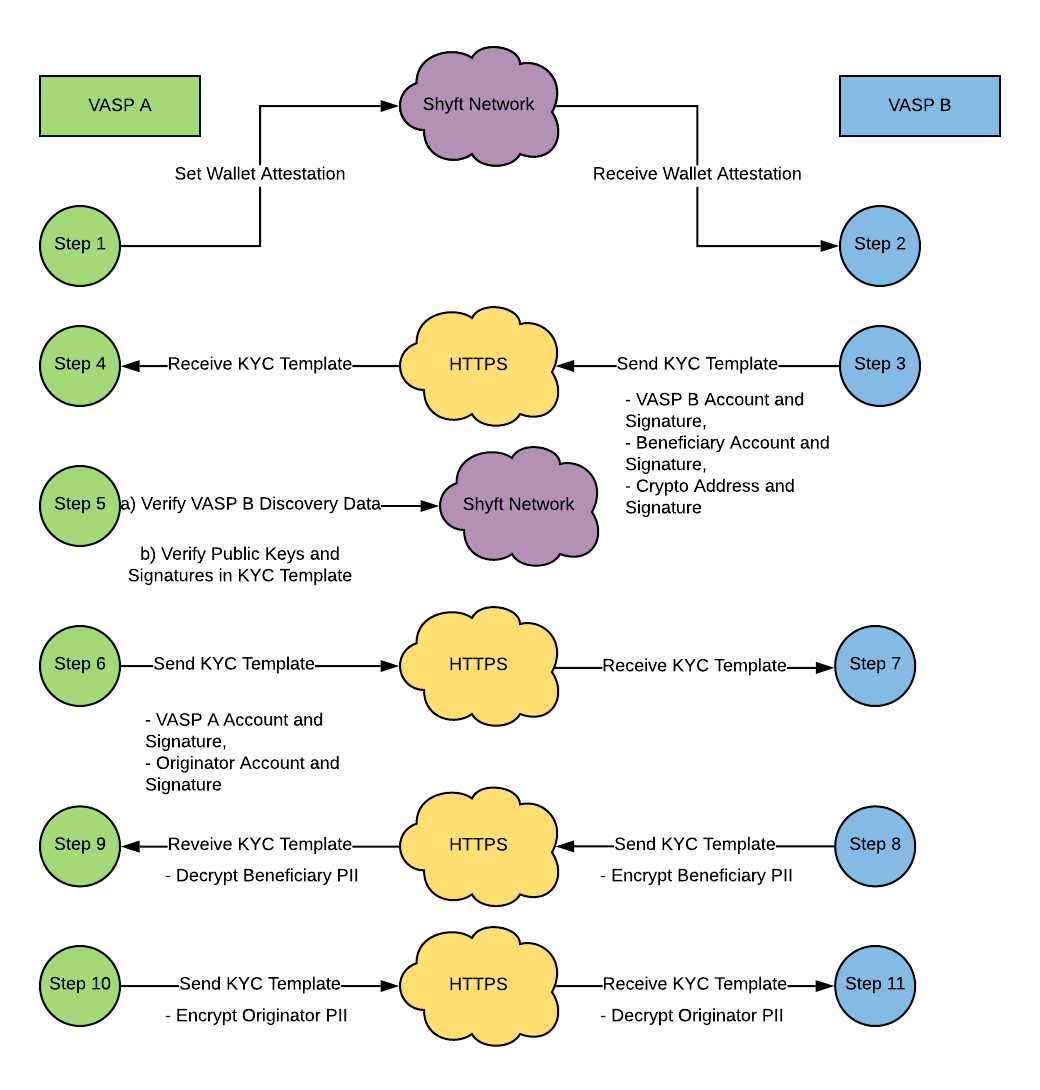 VASP A
Shyft Network
VASP B
Set Wallet Attestation
Receive Wallet Attestation
Step 1
Step 2
Step 4
Receive KYC Template
HTTPS
Send KYC Template
Step 3
- VASP B Account and
Signature,
- Beneficiary Account and
Signature,
- Crypto Address and
Signature
Step 5
a) Verify VASP B Discovery Data
Shyft Network
b) Verify Public Keys and
Signatures in KYC Template
Step 6
Send KYC Template
HTTPS
Receive KYC Template
Step 7
- VASP A Account and
Signature,
- Originator Account and
Signature
Step 9
Reveive KYC Template
HTTPS
Send KYC Template
Step 8
- Decrypt Beneficiary PII
- Encrypt Beneficiary PII
Step 10
Send KYC Template
HTTPS
Receive KYC Template
Step 11
- Encrypt Originator PII
- Decrypt Originator PII